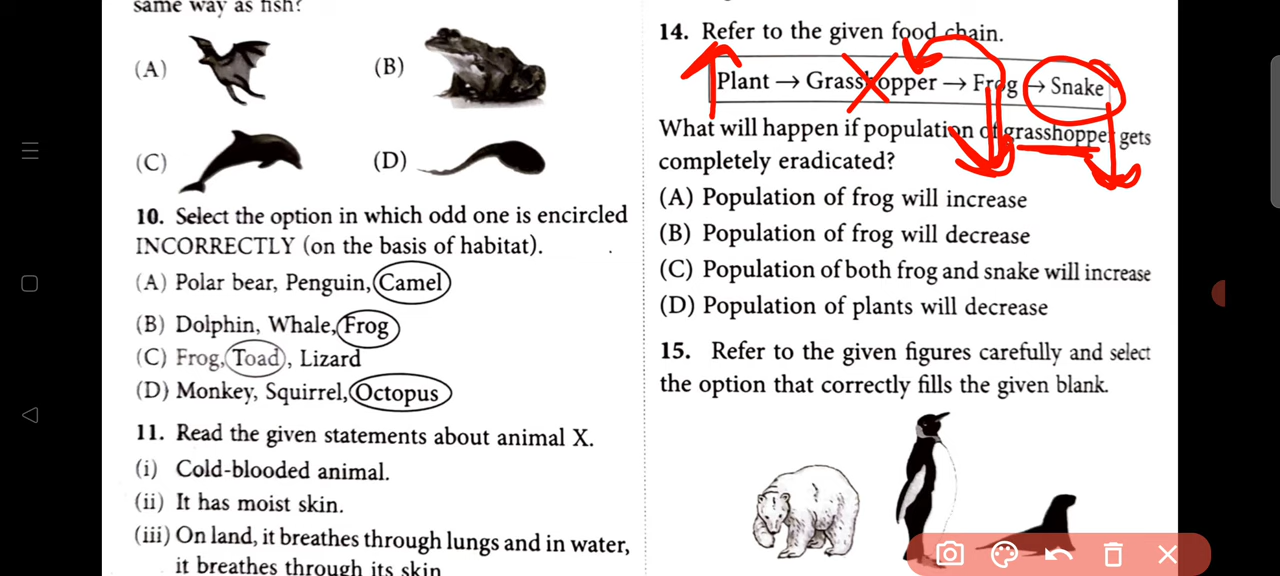 same way as fish?
(A)
(B)
(C)
(D)
10. Select the option in which odd one is encircled
INCORRECTLY (on the basis of habitat).
(A) Polar bear, Penguin, Camel
(B) Dolphin, Whale, Frog
(C) Frog, Toad, Lizard
(D) Monkey, Squirrel, Octopus
11. Read the given statements about animal X.
(i) Cold-blooded animal.
(ii) It has moist skin.
(iii) On land, it breathes through lungs and in water,
it breathes through its skin
14. Refer to the given food chain.
Plant → Grasshopper → Frog → Snake
What will happen if population of grasshopper gets
completely eradicated?
(A) Population of frog will increase
(B) Population of frog will decrease
(C) Population of both frog and snake will increase
(D) Population of plants will decrease
15. Refer to the given figures carefully and select
the option that correctly fills the given blank.